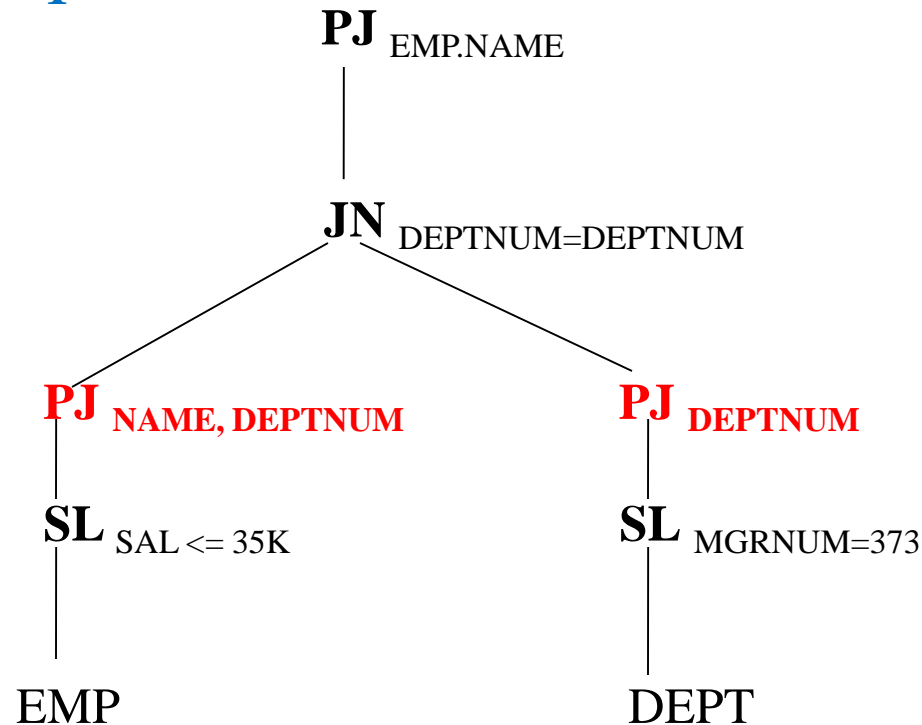 PJ EMP.NAME
JN DEPTNUM=DEPTNUM
PJ NAME, DEPTNUM
PJ DEPTNUM
SL SAL <= 35K
SL MGRNUM=373
EMP
DEPT